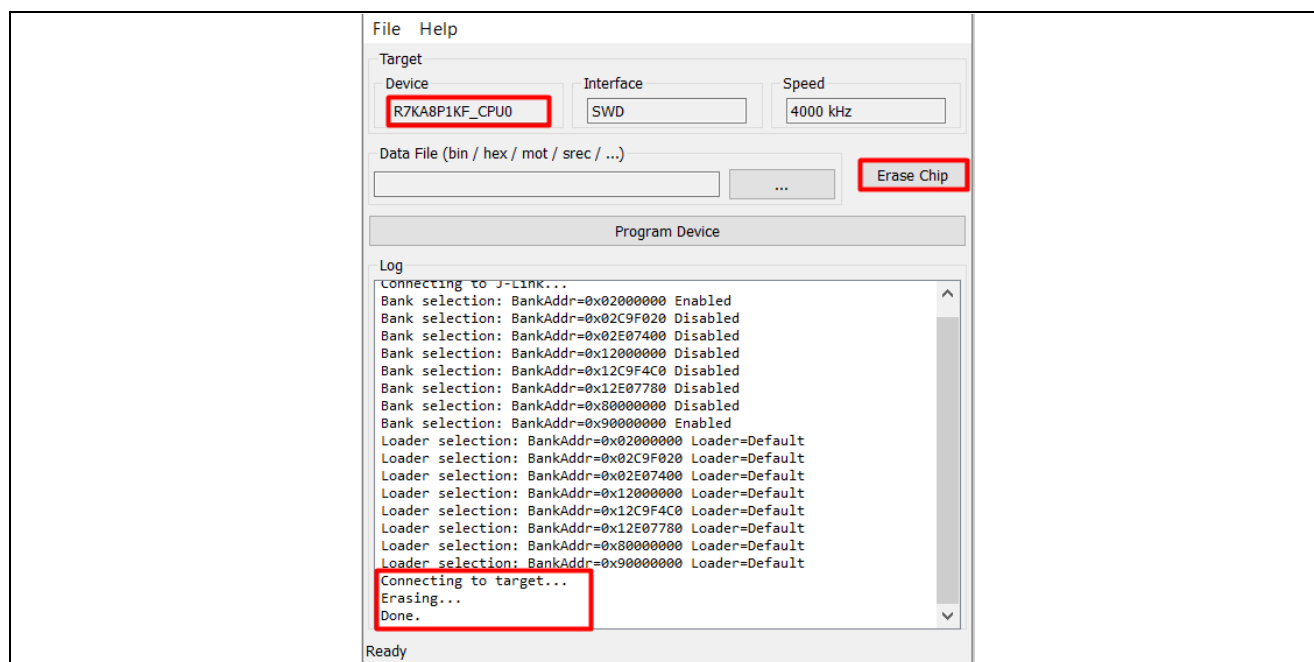 File Help
Target
Device Interface Speed
R7KA8P1KF_CPU0 SWD 4000 kHz
Data File (bin / hex / mot / srec / ...)
... Erase Chip
Program Device
Log
Connecting to J-Link...
Bank selection: BankAddr=0x02000000 Enabled
Bank selection: BankAddr=0x02C9F020 Disabled
Bank selection: BankAddr=0x02E07400 Disabled
Bank selection: BankAddr=0x12000000 Disabled
Bank selection: BankAddr=0x12C9F4C0 Disabled
Bank selection: BankAddr=0x12E07780 Disabled
Bank selection: BankAddr=0x80000000 Disabled
Bank selection: BankAddr=0x90000000 Enabled
Loader selection: BankAddr=0x02000000 Loader=Default
Loader selection: BankAddr=0x02C9F020 Loader=Default
Loader selection: BankAddr=0x02E07400 Loader=Default
Loader selection: BankAddr=0x12000000 Loader=Default
Loader selection: BankAddr=0x12C9F4C0 Loader=Default
Loader selection: BankAddr=0x12E07780 Loader=Default
Loader selection: BankAddr=0x80000000 Loader=Default
Loader selection: BankAddr=0x90000000 Loader=Default
Connecting to target...
Erasing...
Done.
Ready